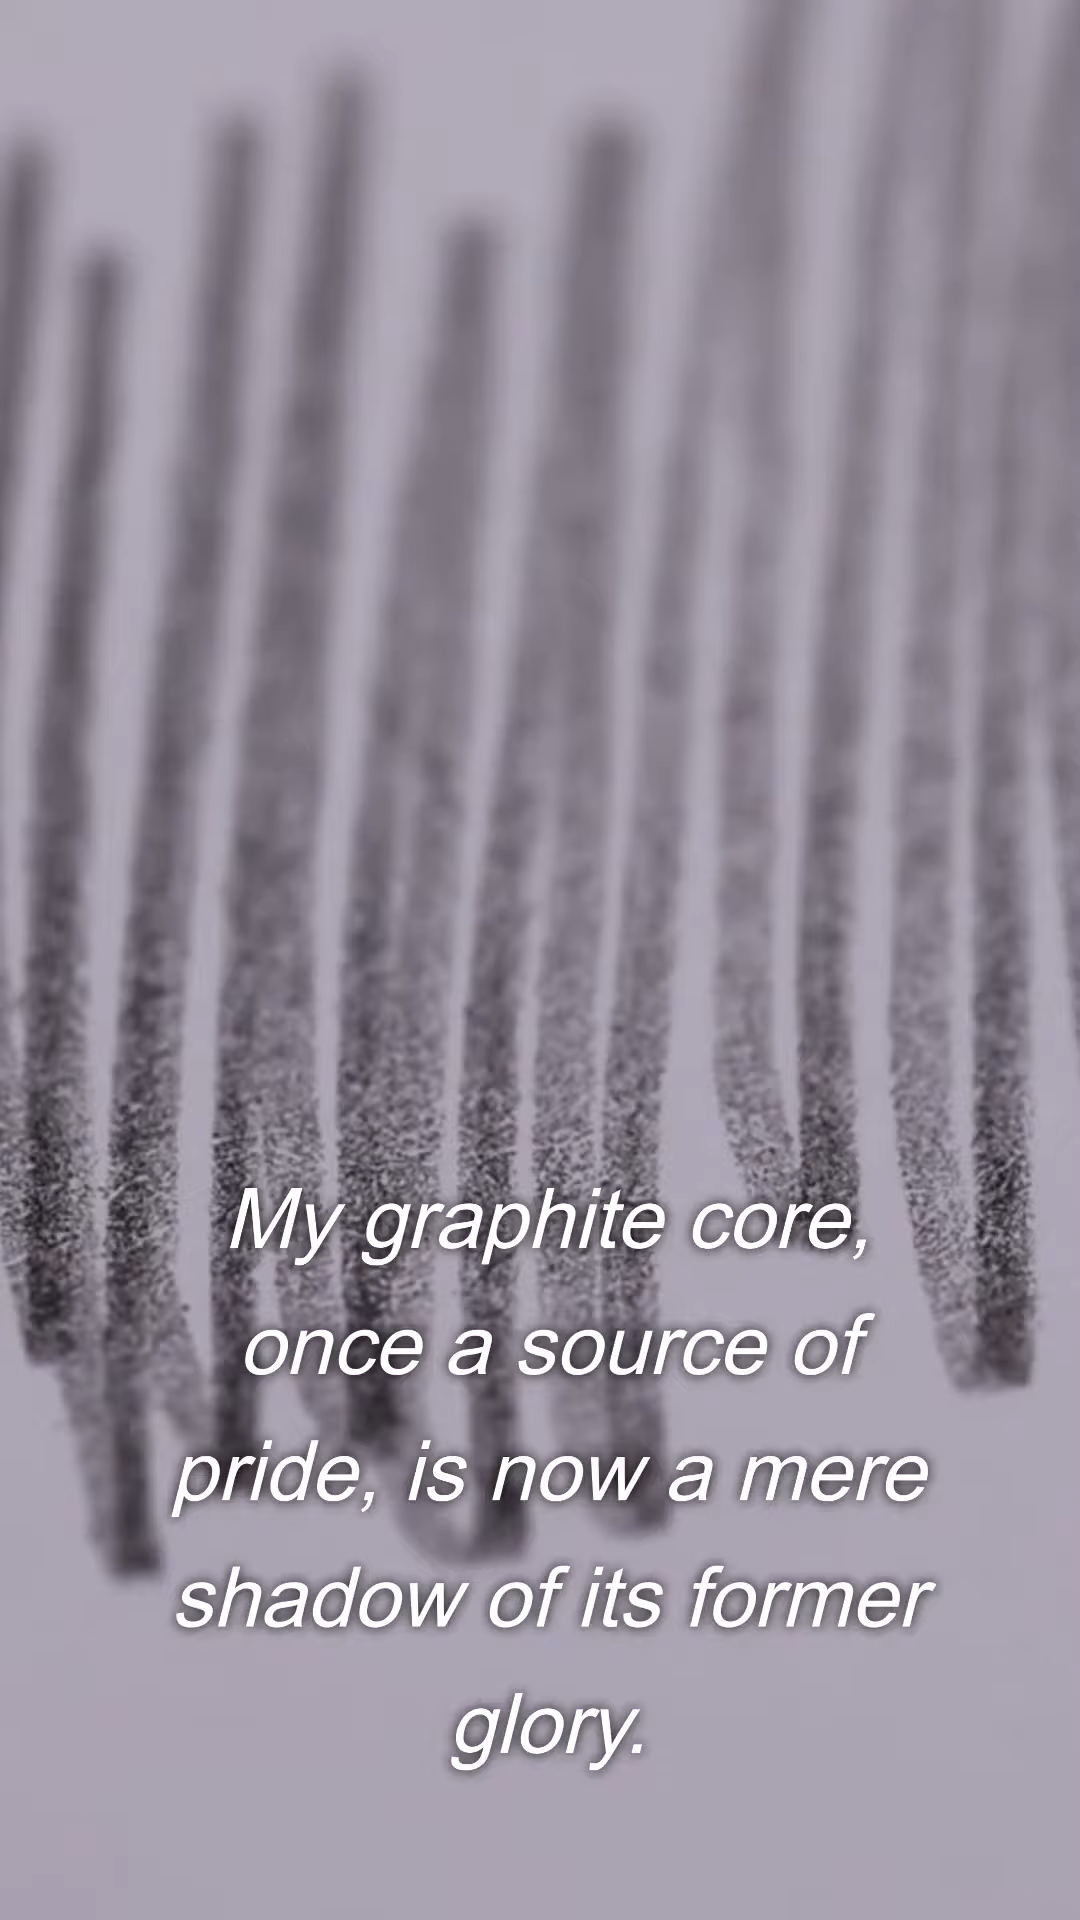 My graphite core,
once a source of
pride, is now a mere
shadow of its former
glory.